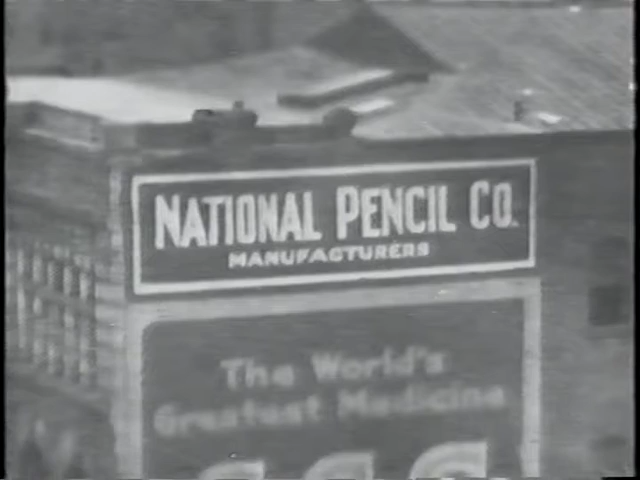 NATIONAL PENCIL CO.
MANUFACTURERS
The World's
Greatest Medicine